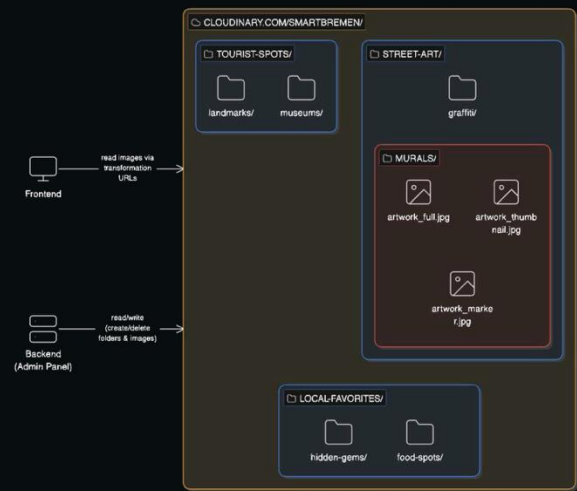 CLOUDINARY.COM/SMARTBREMEN/
TOURIST-SPOTS/
landmarks/
museums/
STREET-ART/
graffiti/
MURALS/
artwork_full.jpg
artwork_thumb
nail.jpg
artwork_marke
r.jpg
read images via
transformation
URLs
Frontend
read/write
(create/delete
folders & images)
Backend
(Admin Panel)
LOCAL-FAVORITES/
hidden-gems/
food-spots/